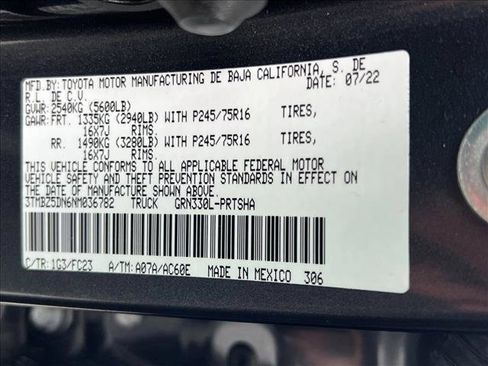 MFD.BY:TOYOTA MOTOR MANUFACTURING DE BAJA CALIFORNIA, S. DE
R.L. DE C.V. DATE: 07/22
GVWR: 2540KG (5600LB)
GAWR:FRT. 1335KG (2940LB) WITH P245/75R16 TIRES,
16X7J RIMS.
RR. 1490KG (3280LB) WITH P245/75R16 TIRES,
16X7J RIMS.
THIS VEHICLE CONFORMS TO ALL APPLICABLE FEDERAL MOTOR
VEHICLE SAFETY AND THEFT PREVENTION STANDARDS IN EFFECT ON
THE DATE OF MANUFACTURE SHOWN ABOVE.
3TMBZ5DN6NM036782 TRUCK GRN330L-PRTSHA
C/TR:1G3/FC23 A/TM:A07A/AC60E MADE IN MEXICO 306